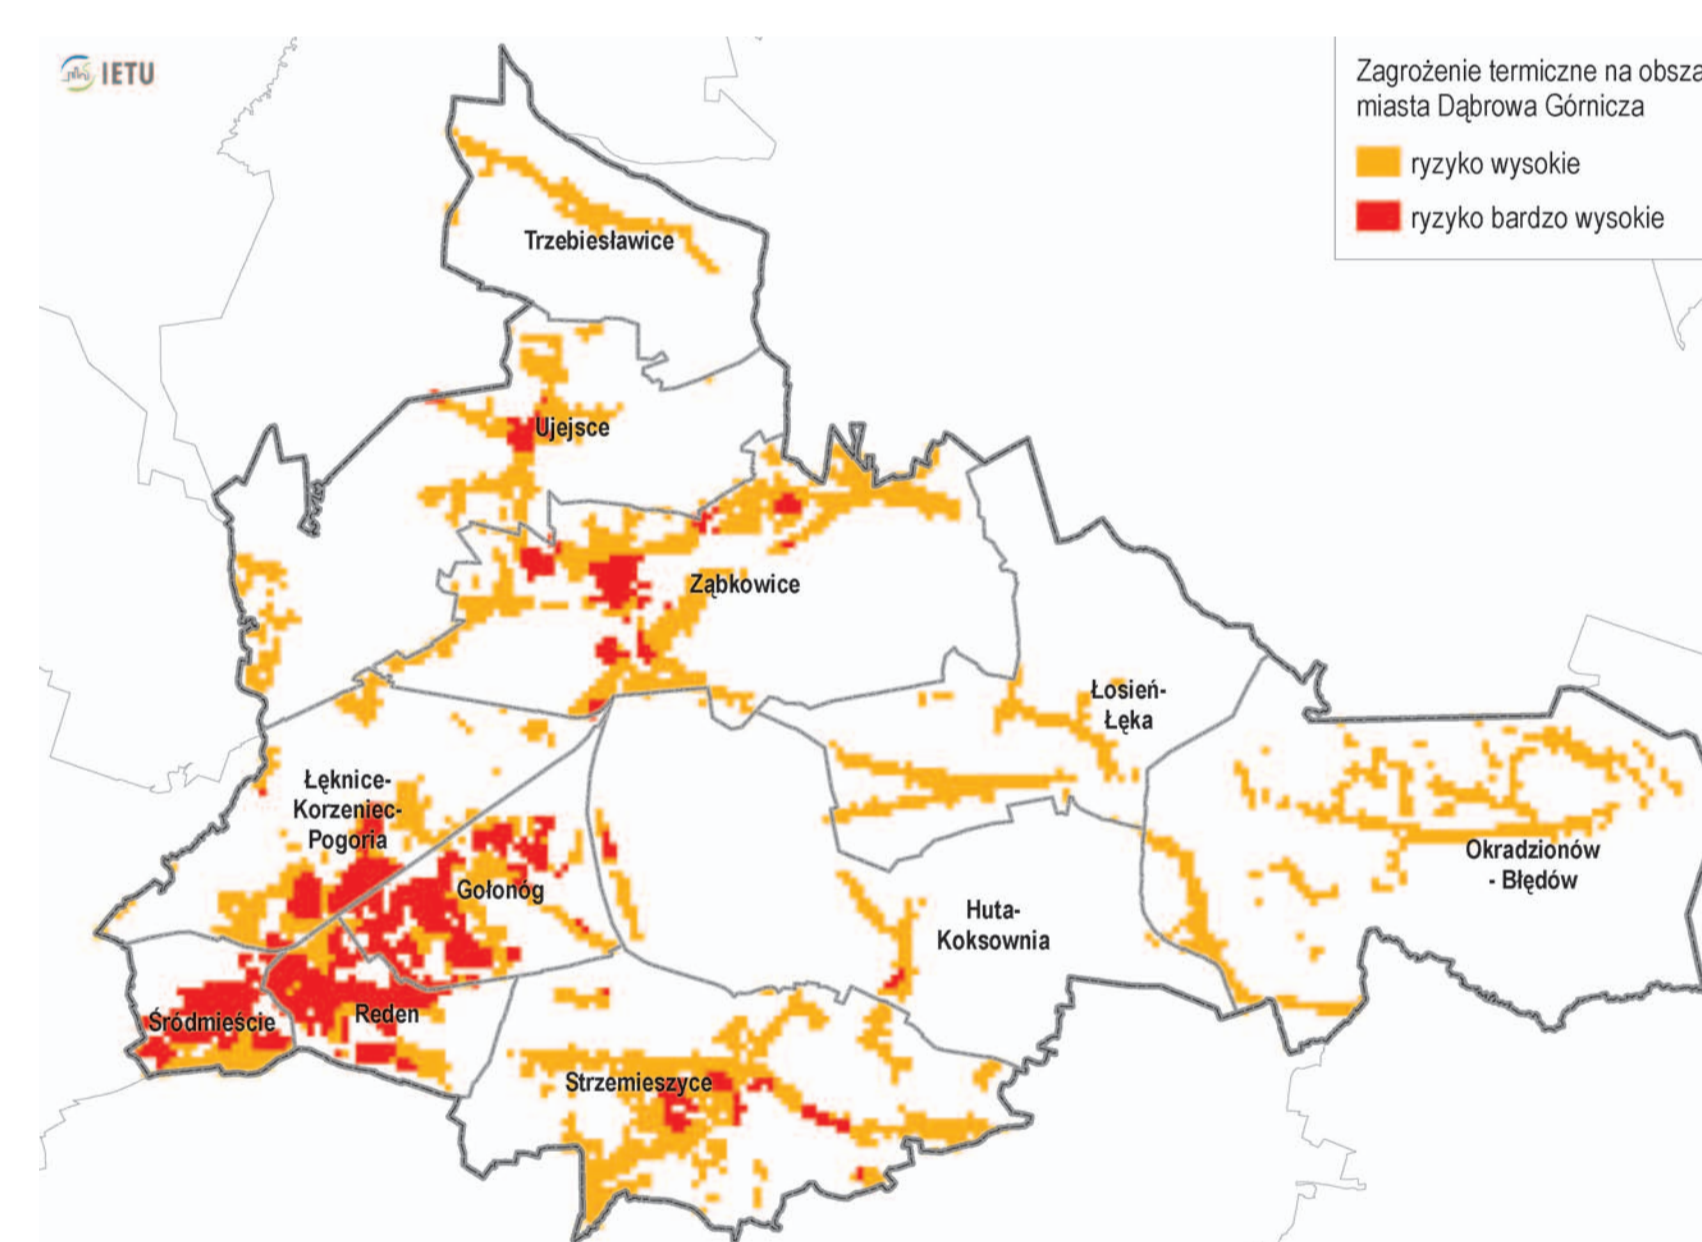 IETU
Zagrożenie termiczne na obsza
miasta Dąbrowa Górnicza
ryzyko wysokie
ryzyko bardzo wysokie
Trzebiesławice
Ujejsce
Ząbkowice
Łosień-
Łęka
Łęknice-
Korzeniec-
Pogoria
Gołonóg
Okradzionów
- Błędów
Huta-
Koksownia
Śródmieście
Reden
Strzemieszyce